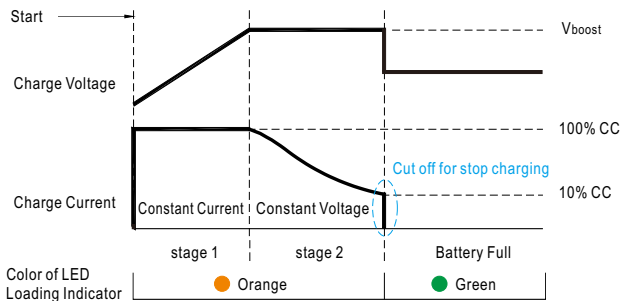 Start
Vboost
Charge Voltage
100% CC
Cut off for stop charging
10% CC
Charge Current
Constant Current
Constant Voltage
stage 1
stage 2
Battery Full
Color of LED
Loading Indicator
Orange
Green